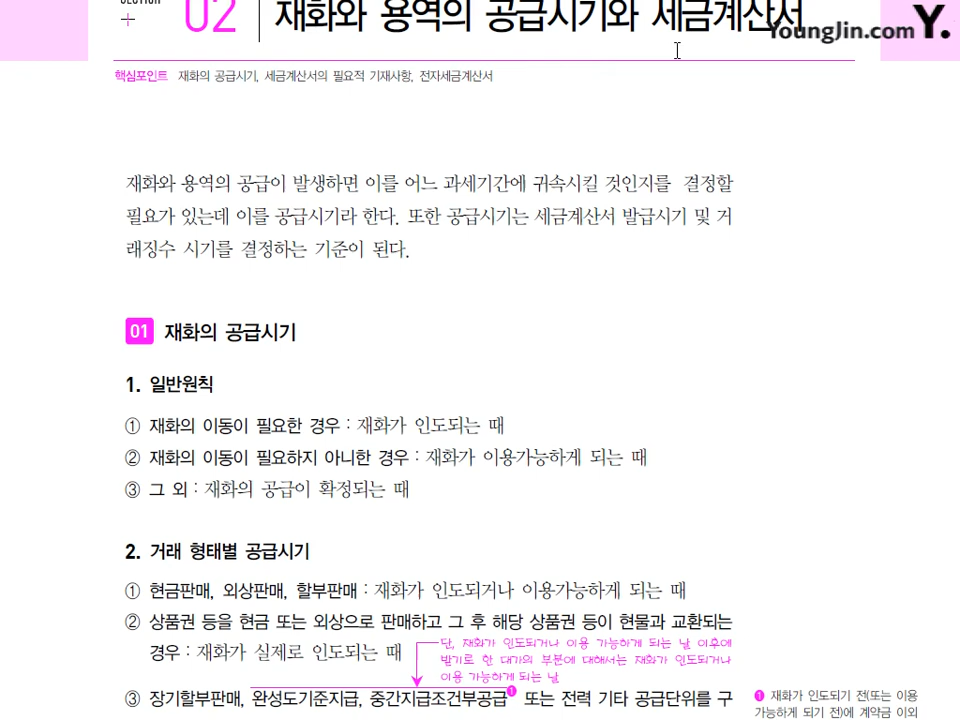 SECTION
02 재화와 용역의 공급시기와 세금계산서
YoungJin.com Y.
핵심포인트 재화의 공급시기, 세금계산서의 필요적 기재사항, 전자세금계산서
재화와 용역의 공급이 발생하면 이를 어느 과세기간에 귀속시킬 것인지를 결정할
필요가 있는데 이를 공급시기라 한다. 또한 공급시기는 세금계산서 발급시기 및 거
래징수 시기를 결정하는 기준이 된다.
01 재화의 공급시기
1. 일반원칙
① 재화의 이동이 필요한 경우 : 재화가 인도되는 때
② 재화의 이동이 필요하지 아니한 경우 : 재화가 이용가능하게 되는 때
③ 그 외 : 재화의 공급이 확정되는 때
2. 거래 형태별 공급시기
① 현금판매, 외상판매, 할부판매 : 재화가 인도되거나 이용가능하게 되는 때
② 상품권 등을 현금 또는 외상으로 판매하고 그 후 해당 상품권 등이 현물과 교환되는
경우 : 재화가 실제로 인도되는 때
단, 재화가 인도되거나 이용 가능하게 되는 날 이후에
받기로 한 대가의 부분에 대해서는 재화가 인도되거나
이용 가능하게 되는 날
③ 장기할부판매, 완성도기준지급, 중간지급조건부공급❶ 또는 전력 기타 공급단위를 구
❶ 재화가 인도되기 전(또는 이용
가능하게 되기 전)에 계약금 이외